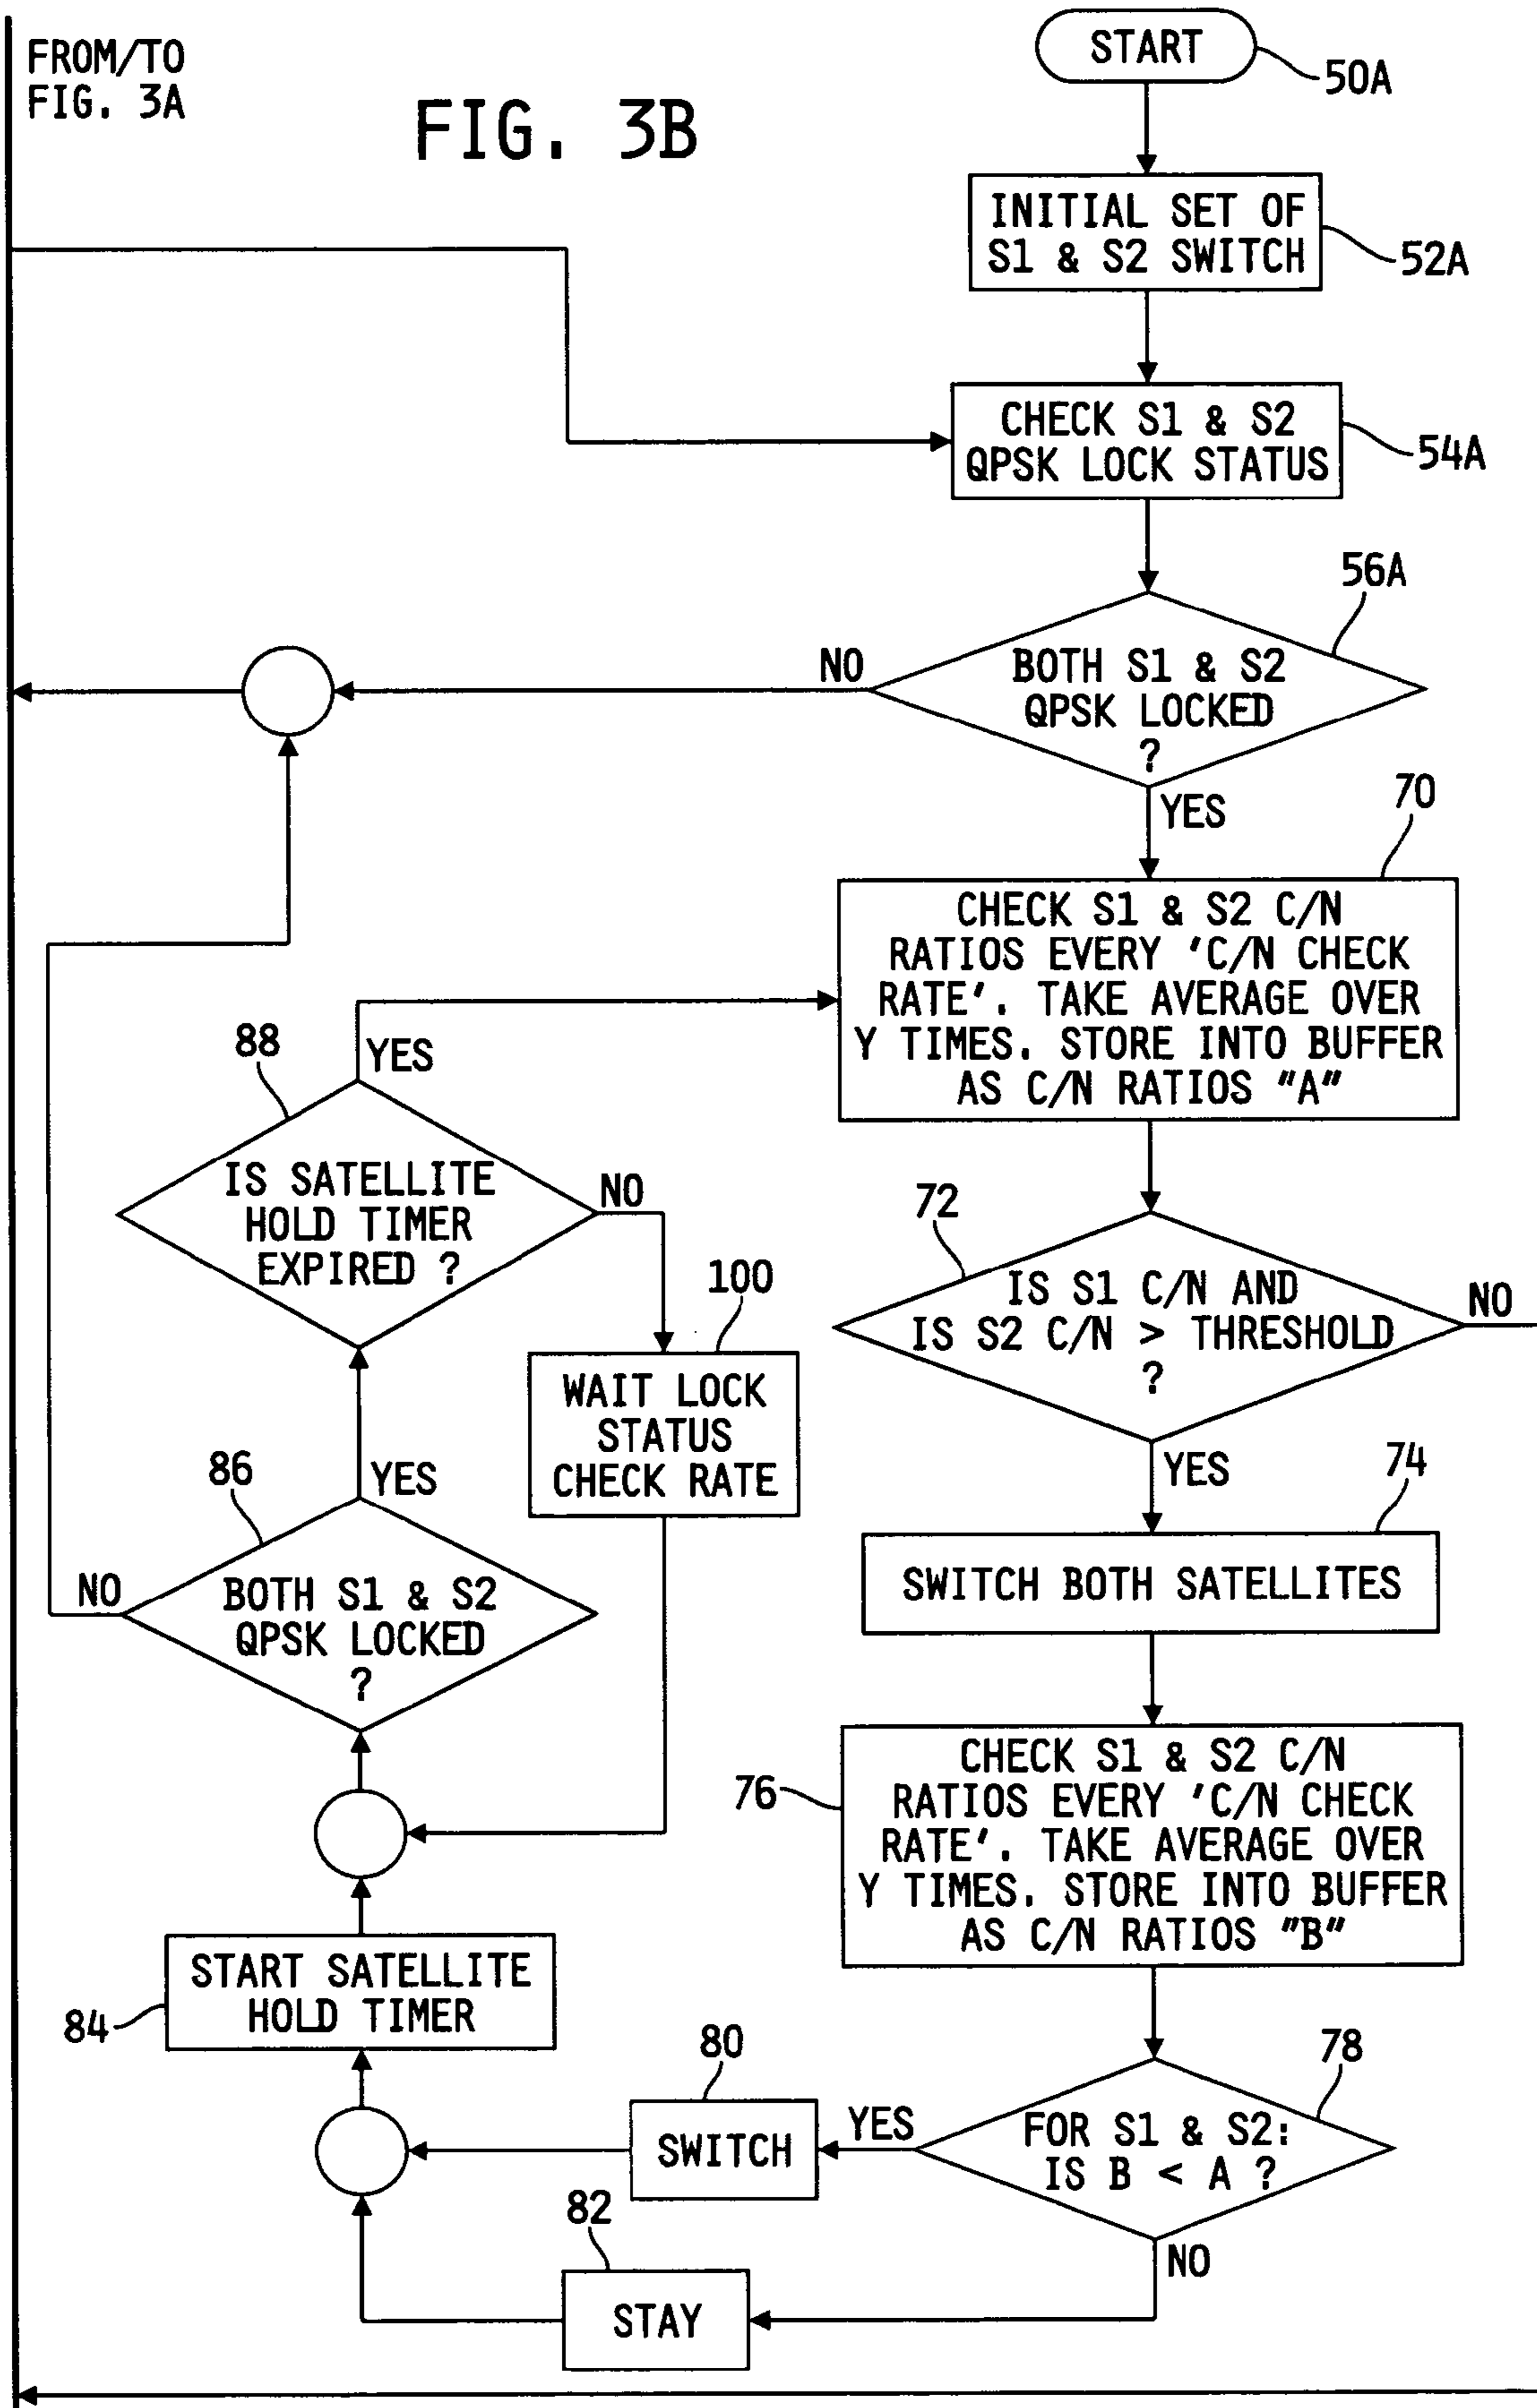 FROM/TO
FIG. 3A
FIG. 3B
START
50A
INITIAL SET OF
S1 & S2 SWITCH
52A
CHECK S1 & S2
QPSK LOCK STATUS
54A
56A
BOTH S1 & S2
QPSK LOCKED
?
NO
YES
70
CHECK S1 & S2 C/N
RATIOS EVERY 'C/N CHECK
RATE'. TAKE AVERAGE OVER
Y TIMES. STORE INTO BUFFER
AS C/N RATIOS "A"
72
IS S1 C/N AND
IS S2 C/N > THRESHOLD
?
NO
YES
74
SWITCH BOTH SATELLITES
76
CHECK S1 & S2 C/N
RATIOS EVERY 'C/N CHECK
RATE'. TAKE AVERAGE OVER
Y TIMES. STORE INTO BUFFER
AS C/N RATIOS "B"
78
FOR S1 & S2:
IS B < A ?
YES
NO
80
SWITCH
82
STAY
84
START SATELLITE
HOLD TIMER
86
BOTH S1 & S2
QPSK LOCKED
?
NO
YES
88
IS SATELLITE
HOLD TIMER
EXPIRED ?
YES
NO
100
WAIT LOCK
STATUS
CHECK RATE